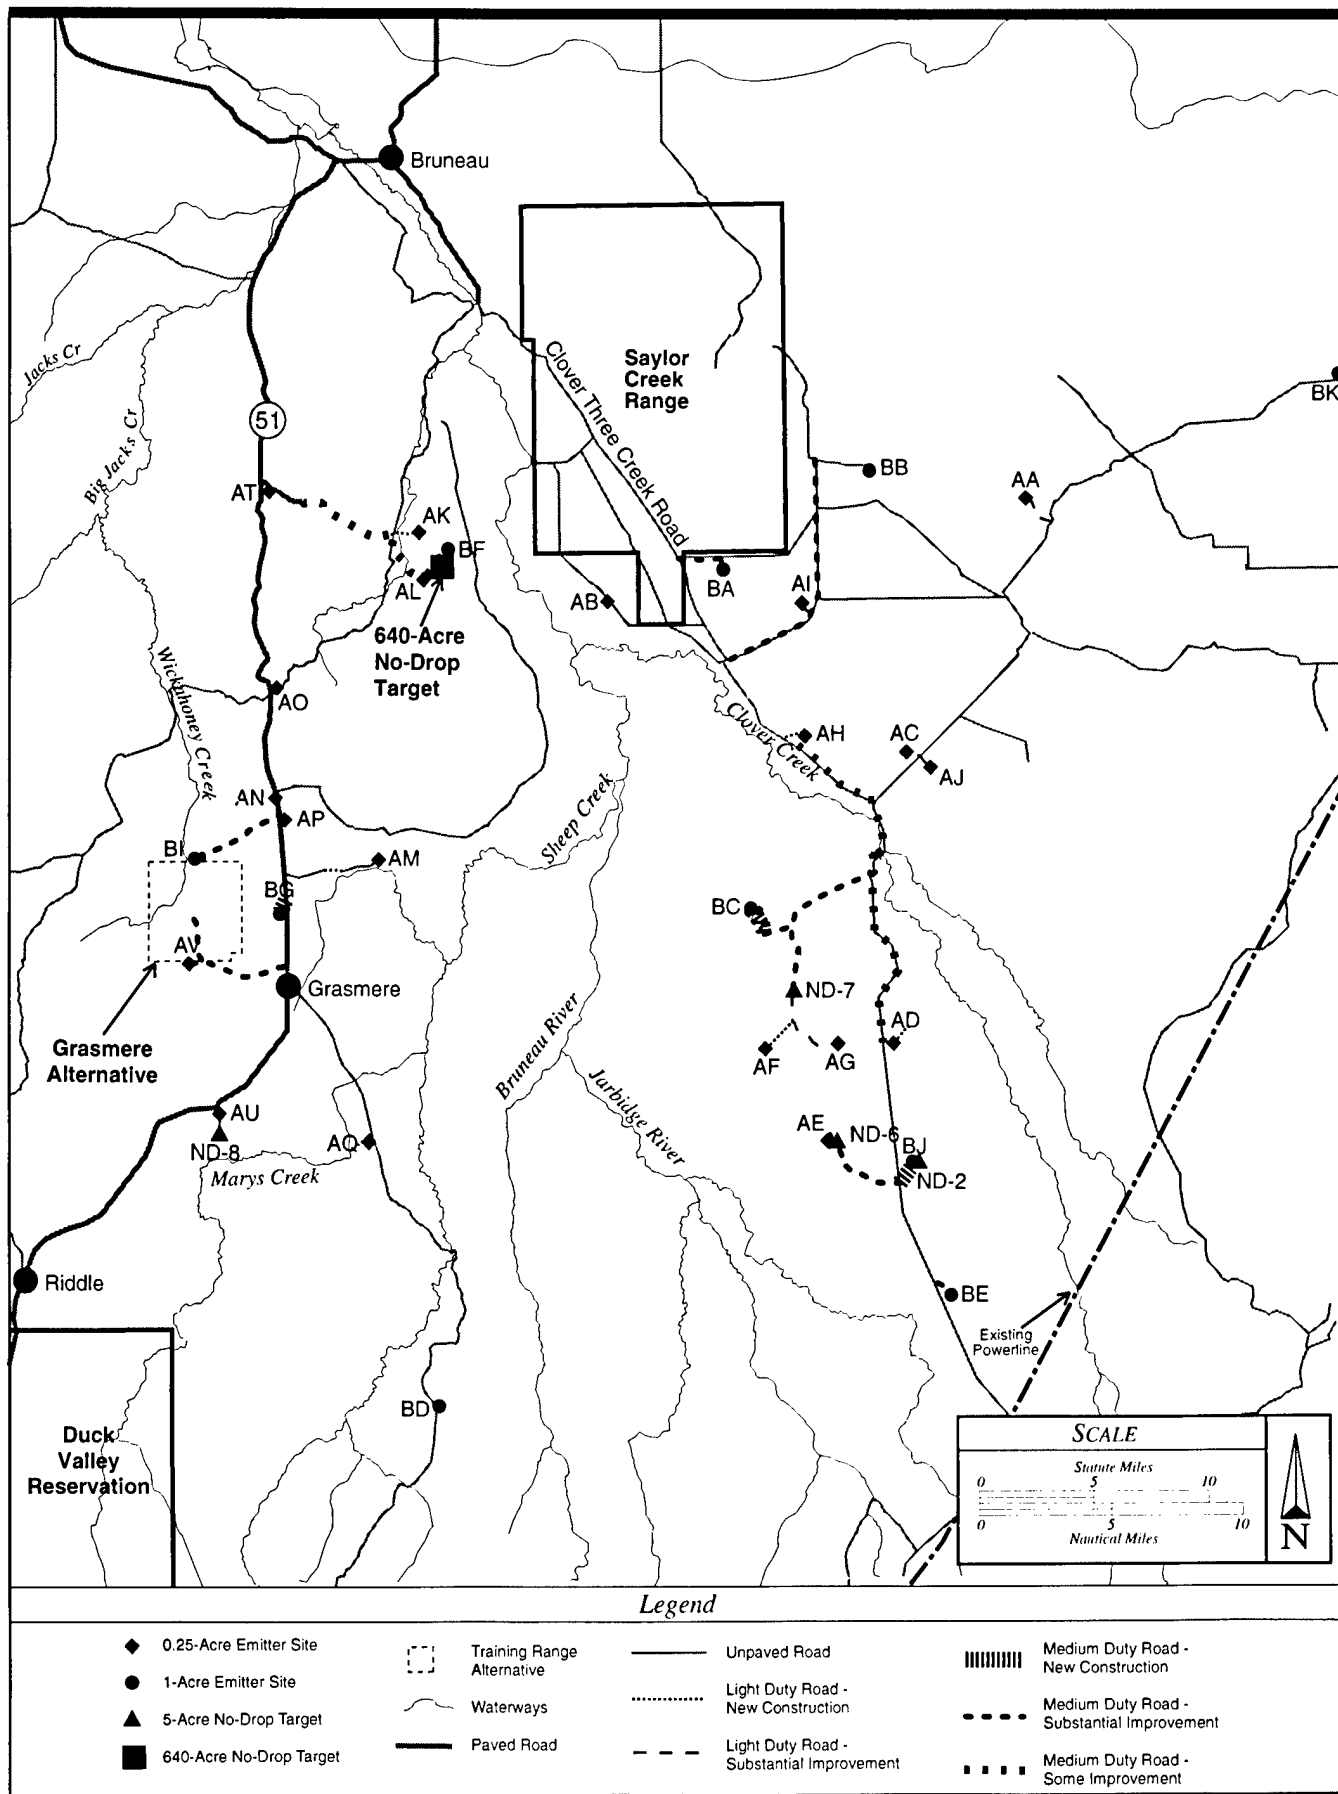 Bruneau
Saylor
Creek
Range
Clover Three Creek Road
Jacks Cr
Big Jacks Cr
51
BK
BB
AA
AT
AK
BF
AL
BA
AI
AB
640-Acre
No-Drop
Target
Wickahoney Creek
AO
Clover Creek
AH
AC
AJ
AN
AP
Sheep Creek
BI
AM
BG
BC
AV
Grasmere
ND-7
Bruneau River
AD
Grasmere
Alternative
AF
AG
Jarbidge River
AU
ND-8
AQ
AE
ND-6
BJ
ND-2
Marys Creek
Riddle
BE
Existing
Powerline
BD
Duck
Valley
Reservation
SCALE
Statute Miles
0 5 10
0 5 10
Nautical Miles
N
Legend
0.25-Acre Emitter Site
1-Acre Emitter Site
5-Acre No-Drop Target
640-Acre No-Drop Target
Training Range
Alternative
Waterways
Paved Road
Unpaved Road
Light Duty Road -
New Construction
Light Duty Road -
Substantial Improvement
Medium Duty Road -
New Construction
Medium Duty Road -
Substantial Improvement
Medium Duty Road -
Some Improvement